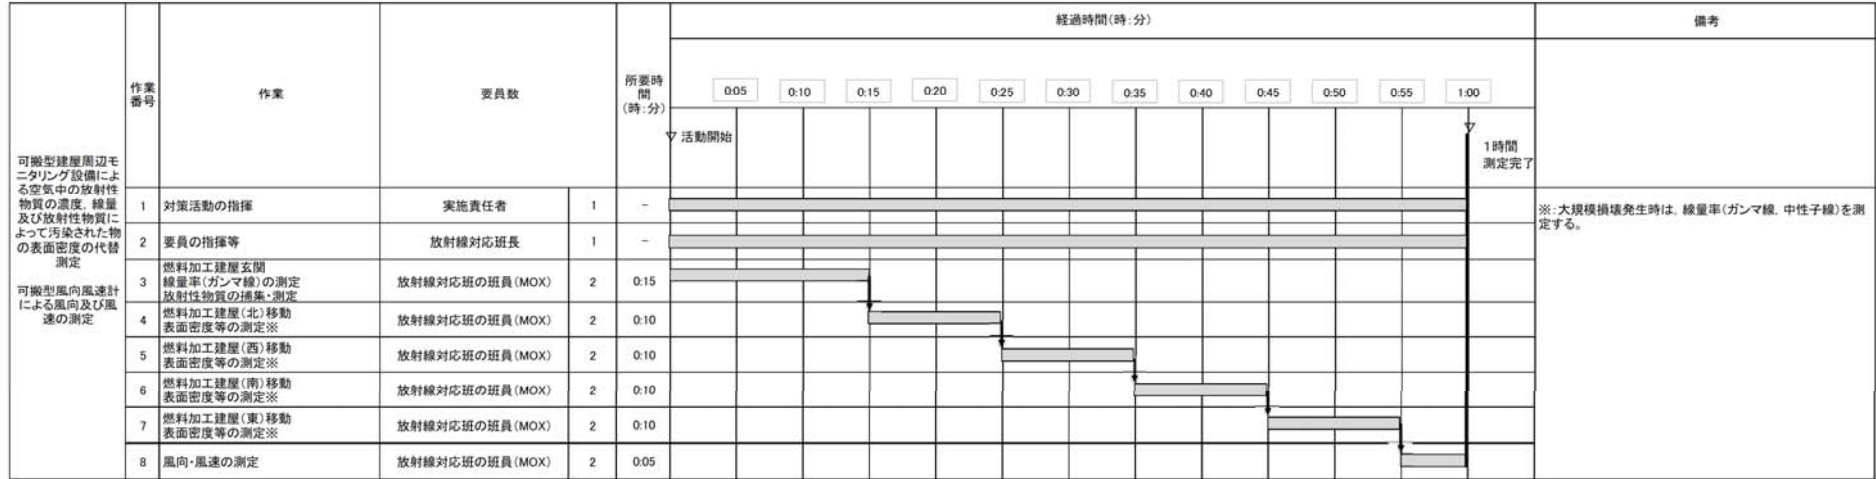 経過時間(時:分)
備考
作業
番号
作業
要員数
所要時
間
(時:分)
0:05
0:10
0:15
0:20
0:25
0:30
0:35
0:40
0:45
0:50
0:55
1:00
▽ 活動開始
▽
1時間
測定完了
可搬型建屋周辺モ
ニタリング設備によ
る空気中の放射性
物質の濃度，線量
及び放射性物質に
よって汚染された物
の表面密度の代替
測定
可搬型風向風速計
による風向及び風
速の測定
1 対策活動の指揮 実施責任者 1 －
※：大規模損壊発生時は，線量率(ガンマ線，中性子線)を測
定する。
2 要員の指揮等 放射線対応班長 1 －
3 燃料加工建屋玄関
線量率(ガンマ線)の測定
放射性物質の捕集・測定
放射線対応班の班員(MOX) 2 0:15
4 燃料加工建屋(北)移動
表面密度等の測定※
放射線対応班の班員(MOX) 2 0:10
5 燃料加工建屋(西)移動
表面密度等の測定※
放射線対応班の班員(MOX) 2 0:10
6 燃料加工建屋(南)移動
表面密度等の測定※
放射線対応班の班員(MOX) 2 0:10
7 燃料加工建屋(東)移動
表面密度等の測定※
放射線対応班の班員(MOX) 2 0:10
8 風向・風速の測定 放射線対応班の班員(MOX) 2 0:05